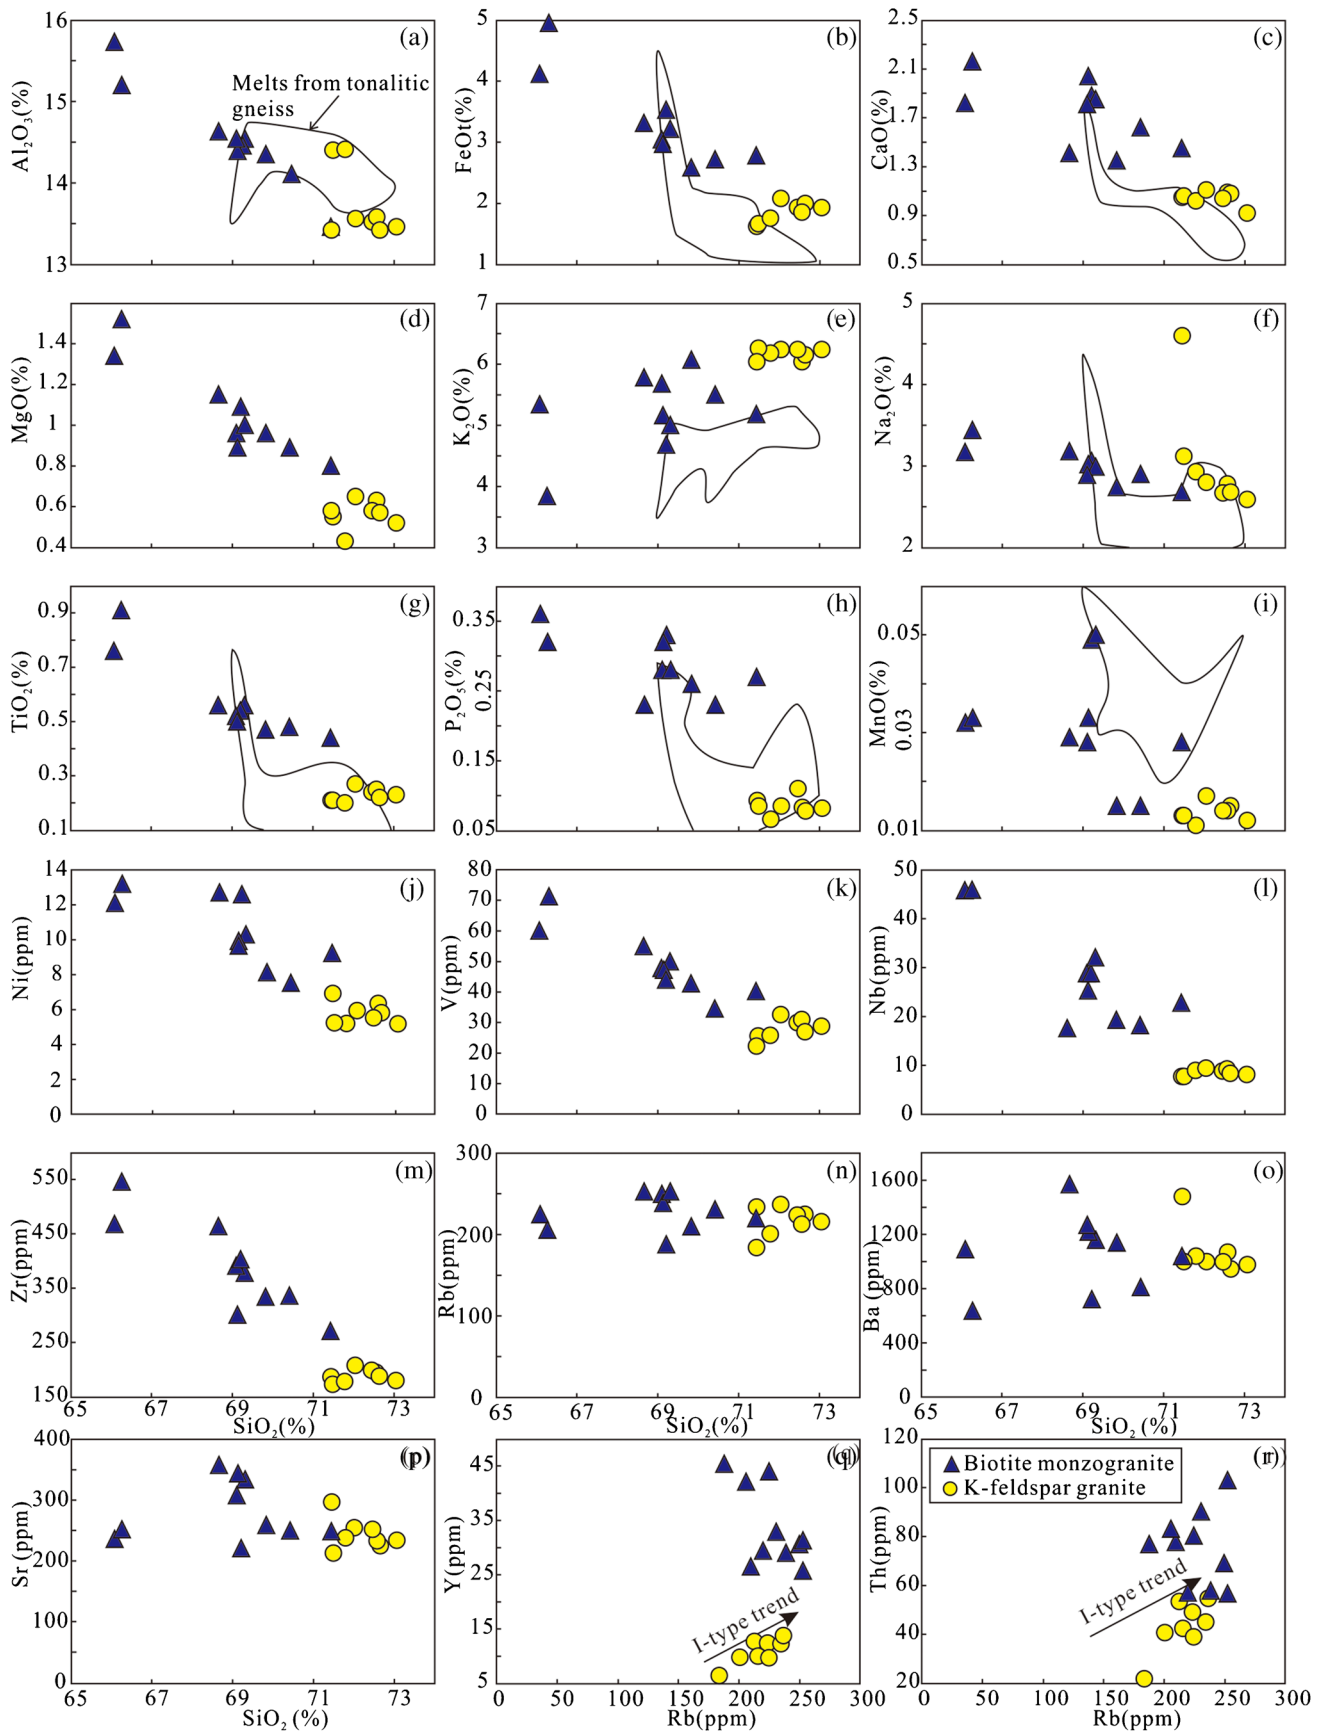 16
15
14
13
Al2O3(%)
(a)
Melts from tonalitic
gneiss
5
4
3
2
1
FeOt(%)
(b)
2.5
2.1
1.7
1.3
0.9
0.5
CaO(%)
(c)
1.4
1.2
1
0.8
0.6
0.4
MgO(%)
(d)
7
6
5
4
3
K2O(%)
(e)
5
4
3
2
Na2O(%)
(f)
0.9
0.7
0.5
0.3
0.1
TiO2(%)
(g)
0.35
0.25
0.15
0.05
P2O5(%)
(h)
0.05
0.03
0.01
MnO(%)
(i)
14
12
10
8
6
4
2
0
Ni(ppm)
(j)
80
70
60
50
40
30
20
10
0
V(ppm)
(k)
50
40
30
20
10
0
Nb(ppm)
(l)
550
450
350
250
150
Zr(ppm)
(m)
65 67 69 71 73
SiO2(%)
300
200
100
0
Rb(ppm)
(n)
65 67 69 71 73
SiO2(%)
1600
1200
800
400
0
Ba (ppm)
(o)
65 67 69 71 73
SiO2 (%)
400
300
200
100
0
Sr(ppm)
(p)
65 67 69 71 73
SiO2(%)
45
35
25
15
5
Y(ppm)
(q)
I-type trend
0 50 100 150 200 250 300
Rb(ppm)
120
100
80
60
40
20
Th(ppm)
(r)
Biotite monzogranite
K-feldspar granite
I-type trend
0 50 100 150 200 250 300
Rb(ppm)